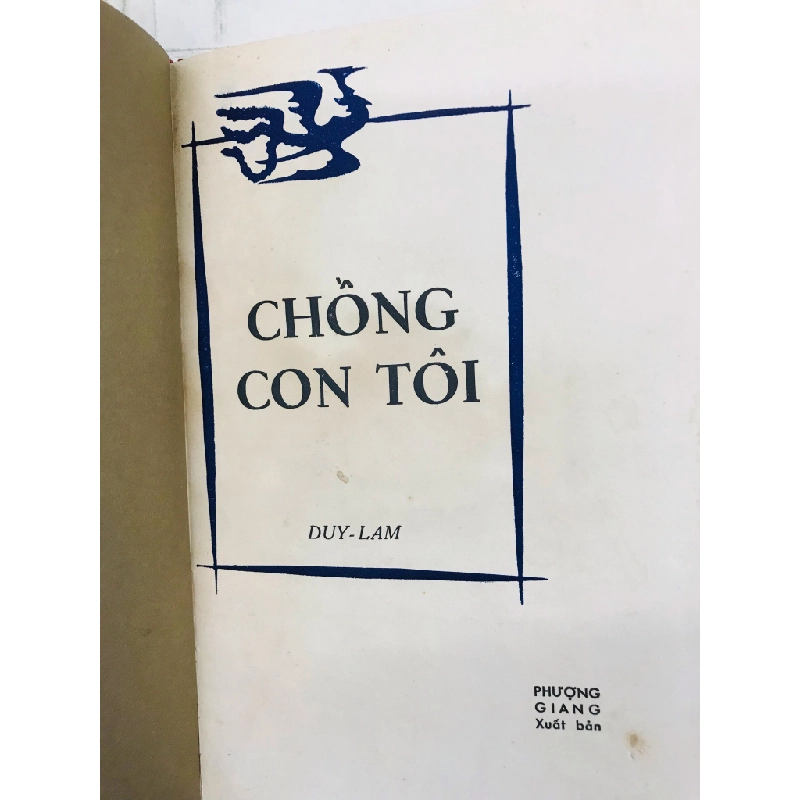 CHỒNG
CON TÔI
DUY-LAM
PHƯỢNG
GIANG
Xuất bản